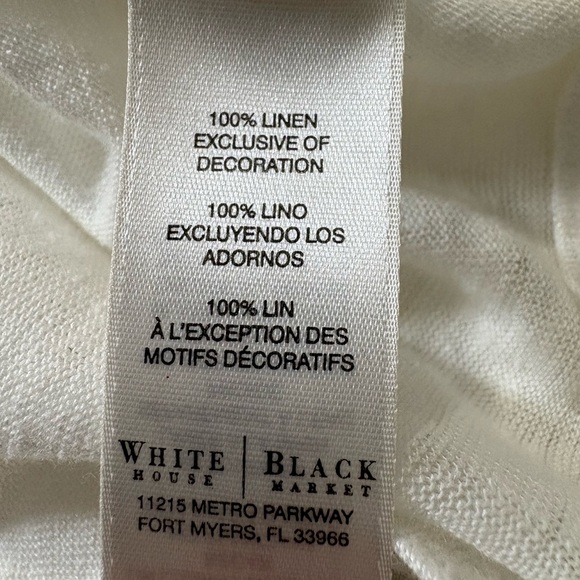 100% LINEN
EXCLUSIVE OF
DECORATION
100% LINO
EXCLUYENDO LOS
ADORNOS
100% LIN
À L'EXCEPTION DES
MOTIFS DÉCORATIFS
WHITE | BLACK
HOUSE | MARKET
11215 METRO PARKWAY
FORT MYERS, FL 33966